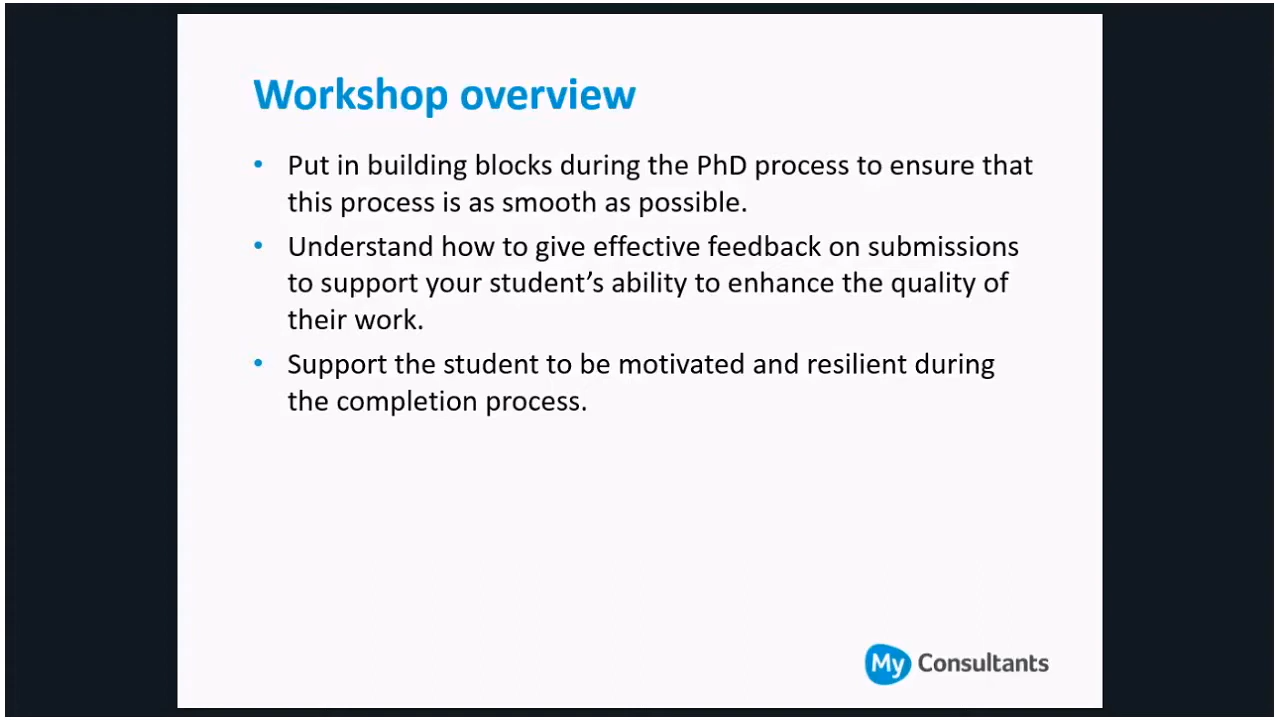 Workshop overview
• Put in building blocks during the PhD process to ensure that
this process is as smooth as possible.
• Understand how to give effective feedback on submissions
to support your student’s ability to enhance the quality of
their work.
• Support the student to be motivated and resilient during
the completion process.
My Consultants